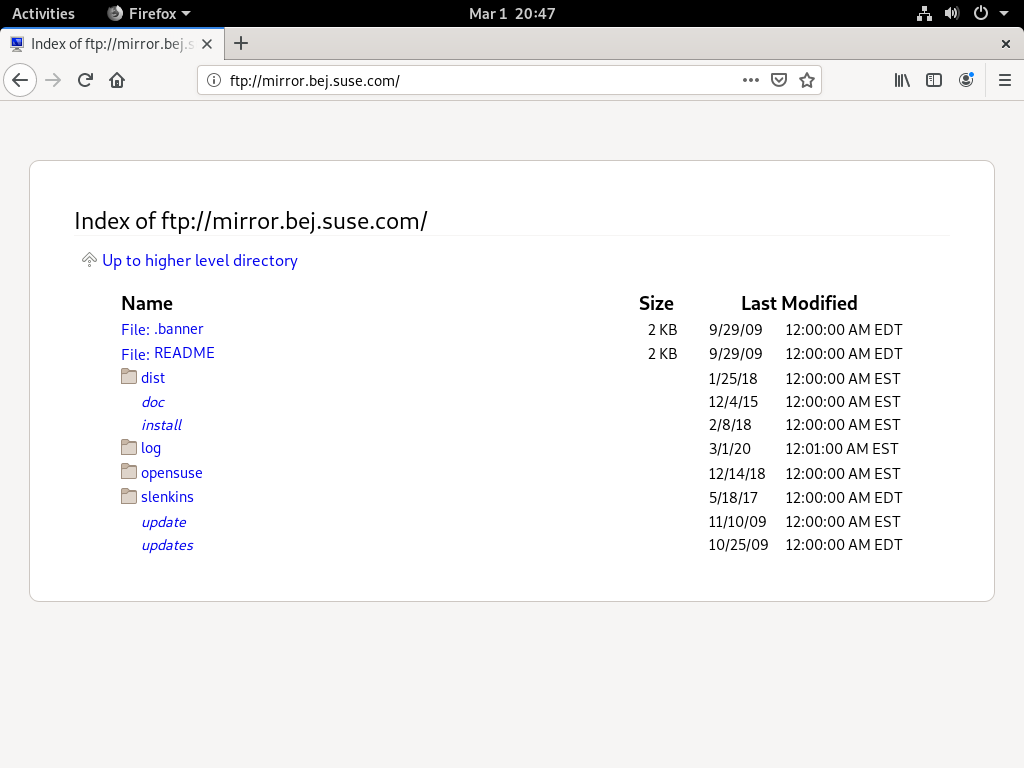 Activities Firefox Mar 1 20:47
Index of ftp://mirror.bej.s
ftp://mirror.bej.suse.com/
Index of ftp://mirror.bej.suse.com/
Up to higher level directory
Name Size Last Modified
File: .banner 2 KB 9/29/09 12:00:00 AM EDT
File: README 2 KB 9/29/09 12:00:00 AM EDT
dist 1/25/18 12:00:00 AM EST
doc 12/4/15 12:00:00 AM EST
install 2/8/18 12:00:00 AM EST
log 3/1/20 12:01:00 AM EST
opensuse 12/14/18 12:00:00 AM EST
slenkins 5/18/17 12:00:00 AM EDT
update 11/10/09 12:00:00 AM EST
updates 10/25/09 12:00:00 AM EDT